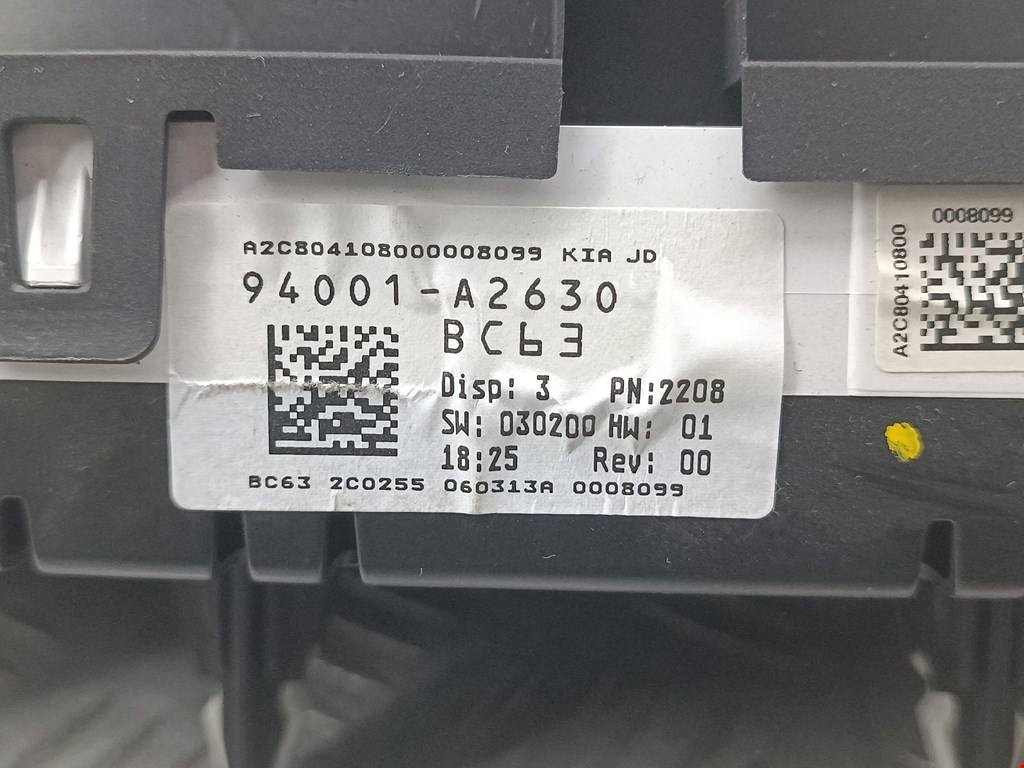 A2C804108000008099 KIA JD
94001-A2630
BC63
Disp: 3 PN:2208
SW: 030200 HW: 01
18:25 Rev: 00
BC63 2C0255 060313A 0008099
0008099
A2C80410800